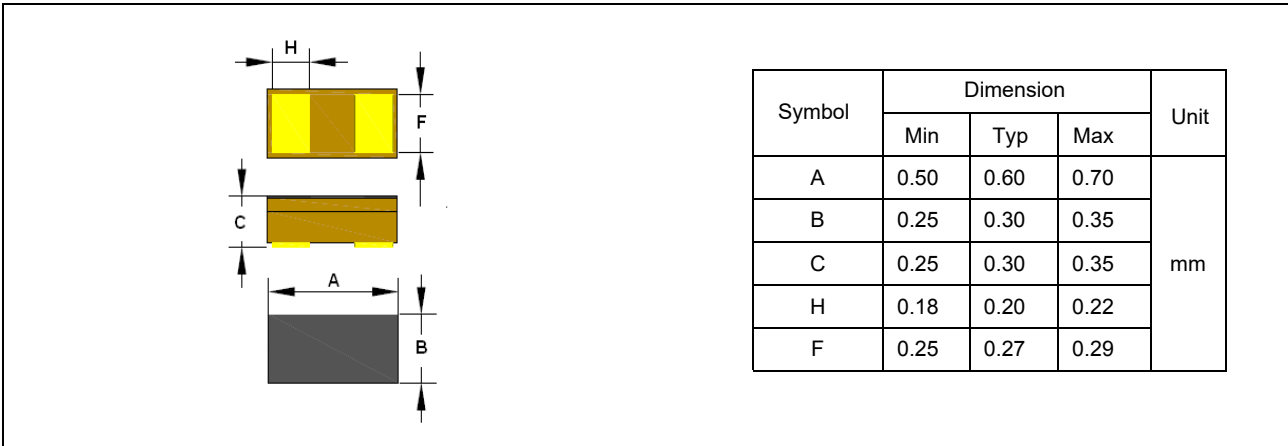 H
F
C
A
B
Symbol Dimension Unit
Min Typ Max
A 0.50 0.60 0.70
B 0.25 0.30 0.35
C 0.25 0.30 0.35 mm
H 0.18 0.20 0.22
F 0.25 0.27 0.29